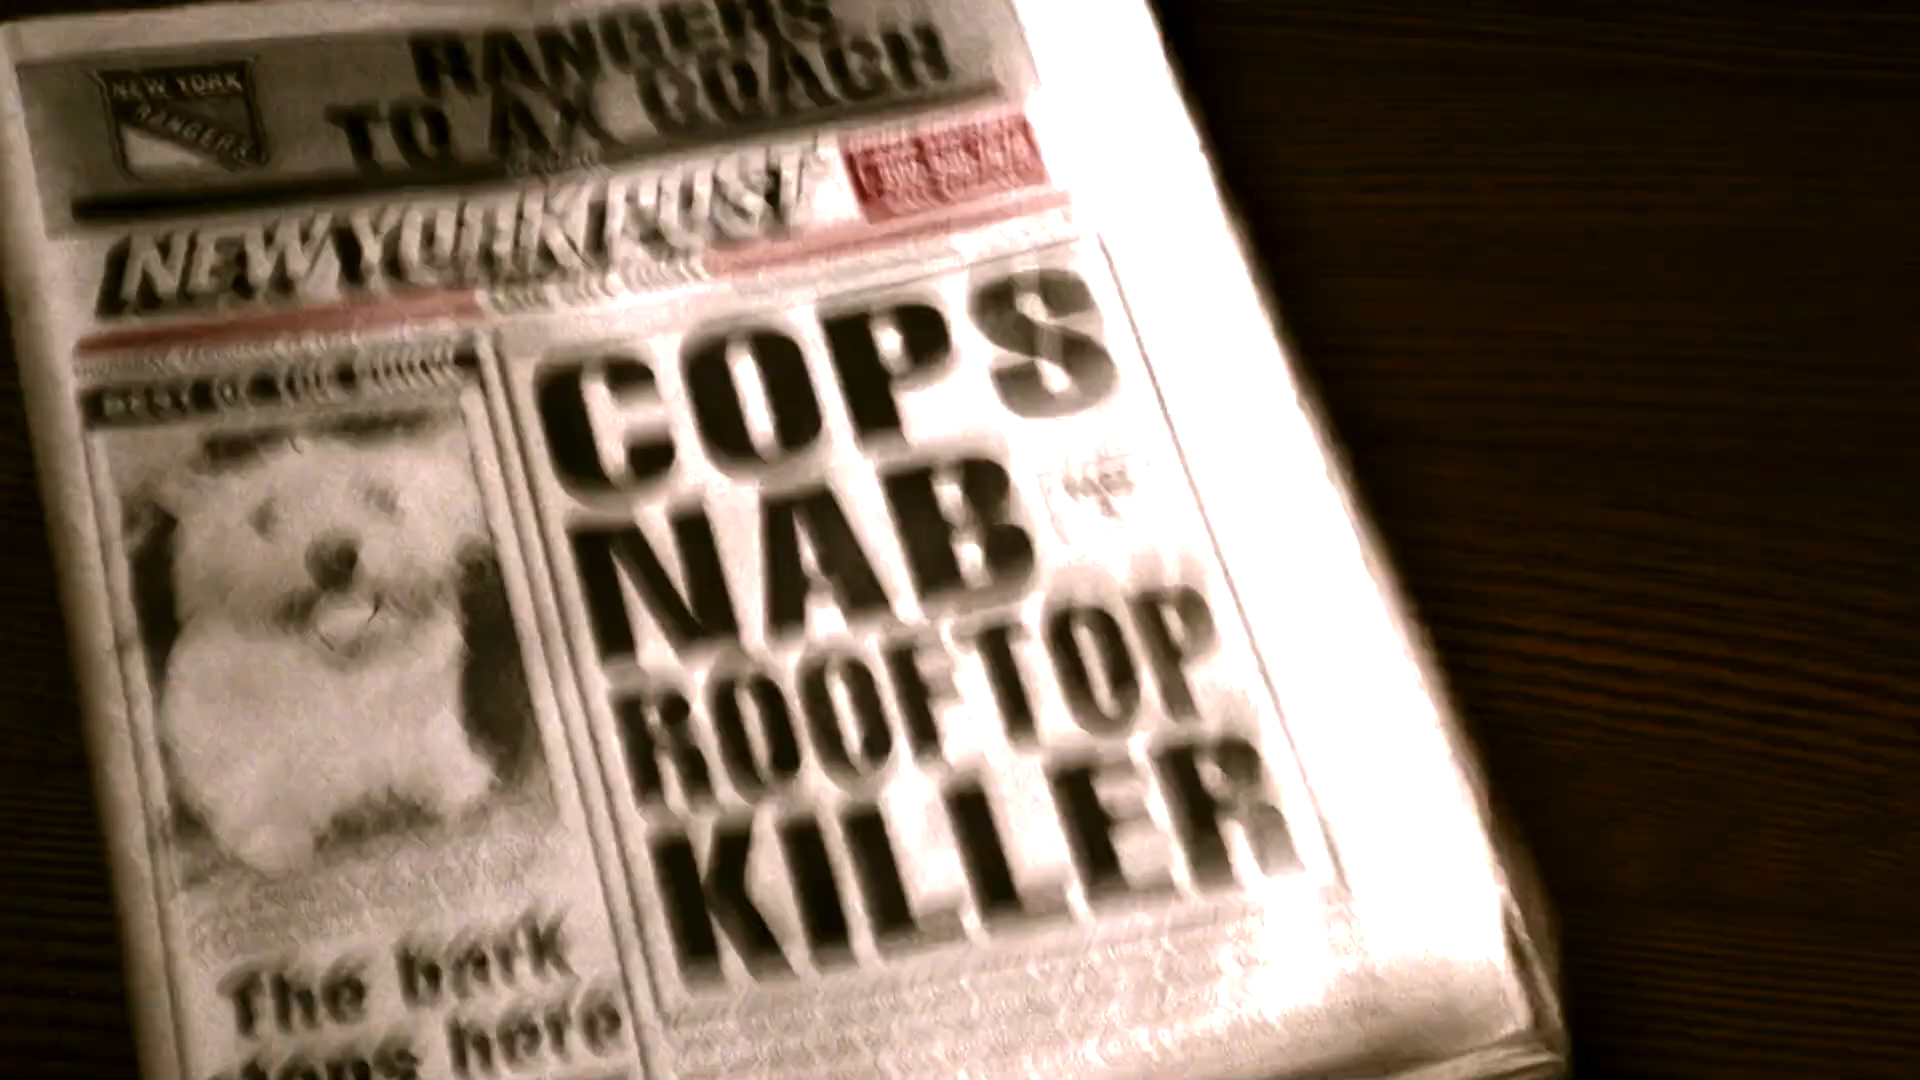 NEW YORK
RANGERS
RANGERS
TO AX COACH
NEW YORK POST
COPS
NAB
ROOFTOP
KILLER
The bark
stops here